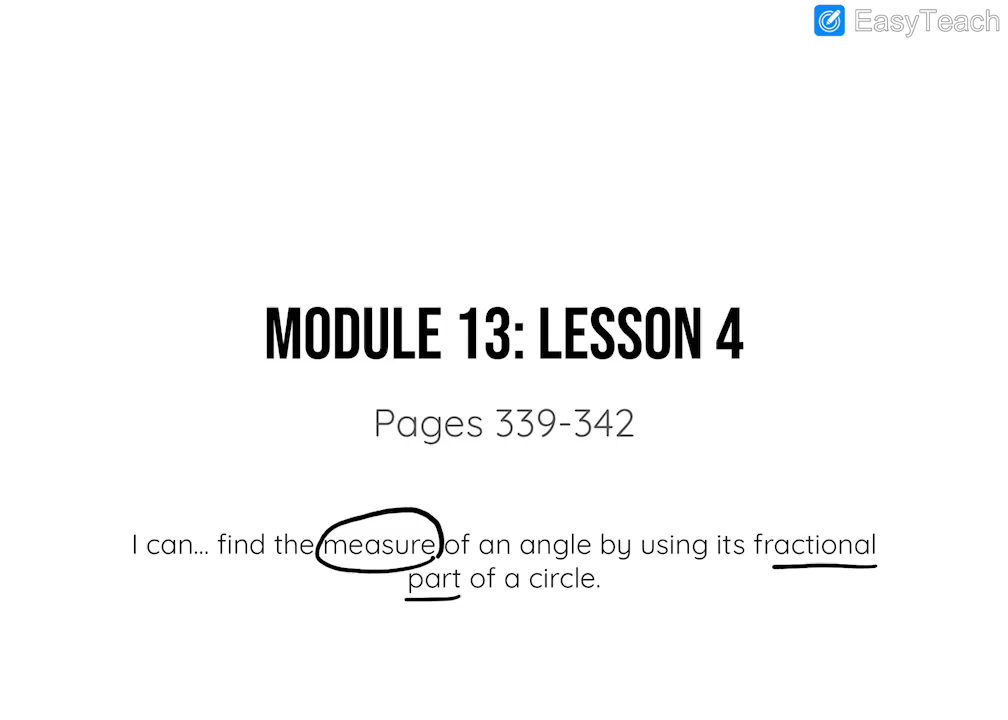 EasyTeach
MODULE 13: LESSON 4
Pages 339-342
I can... find the measure of an angle by using its fractional
part of a circle.